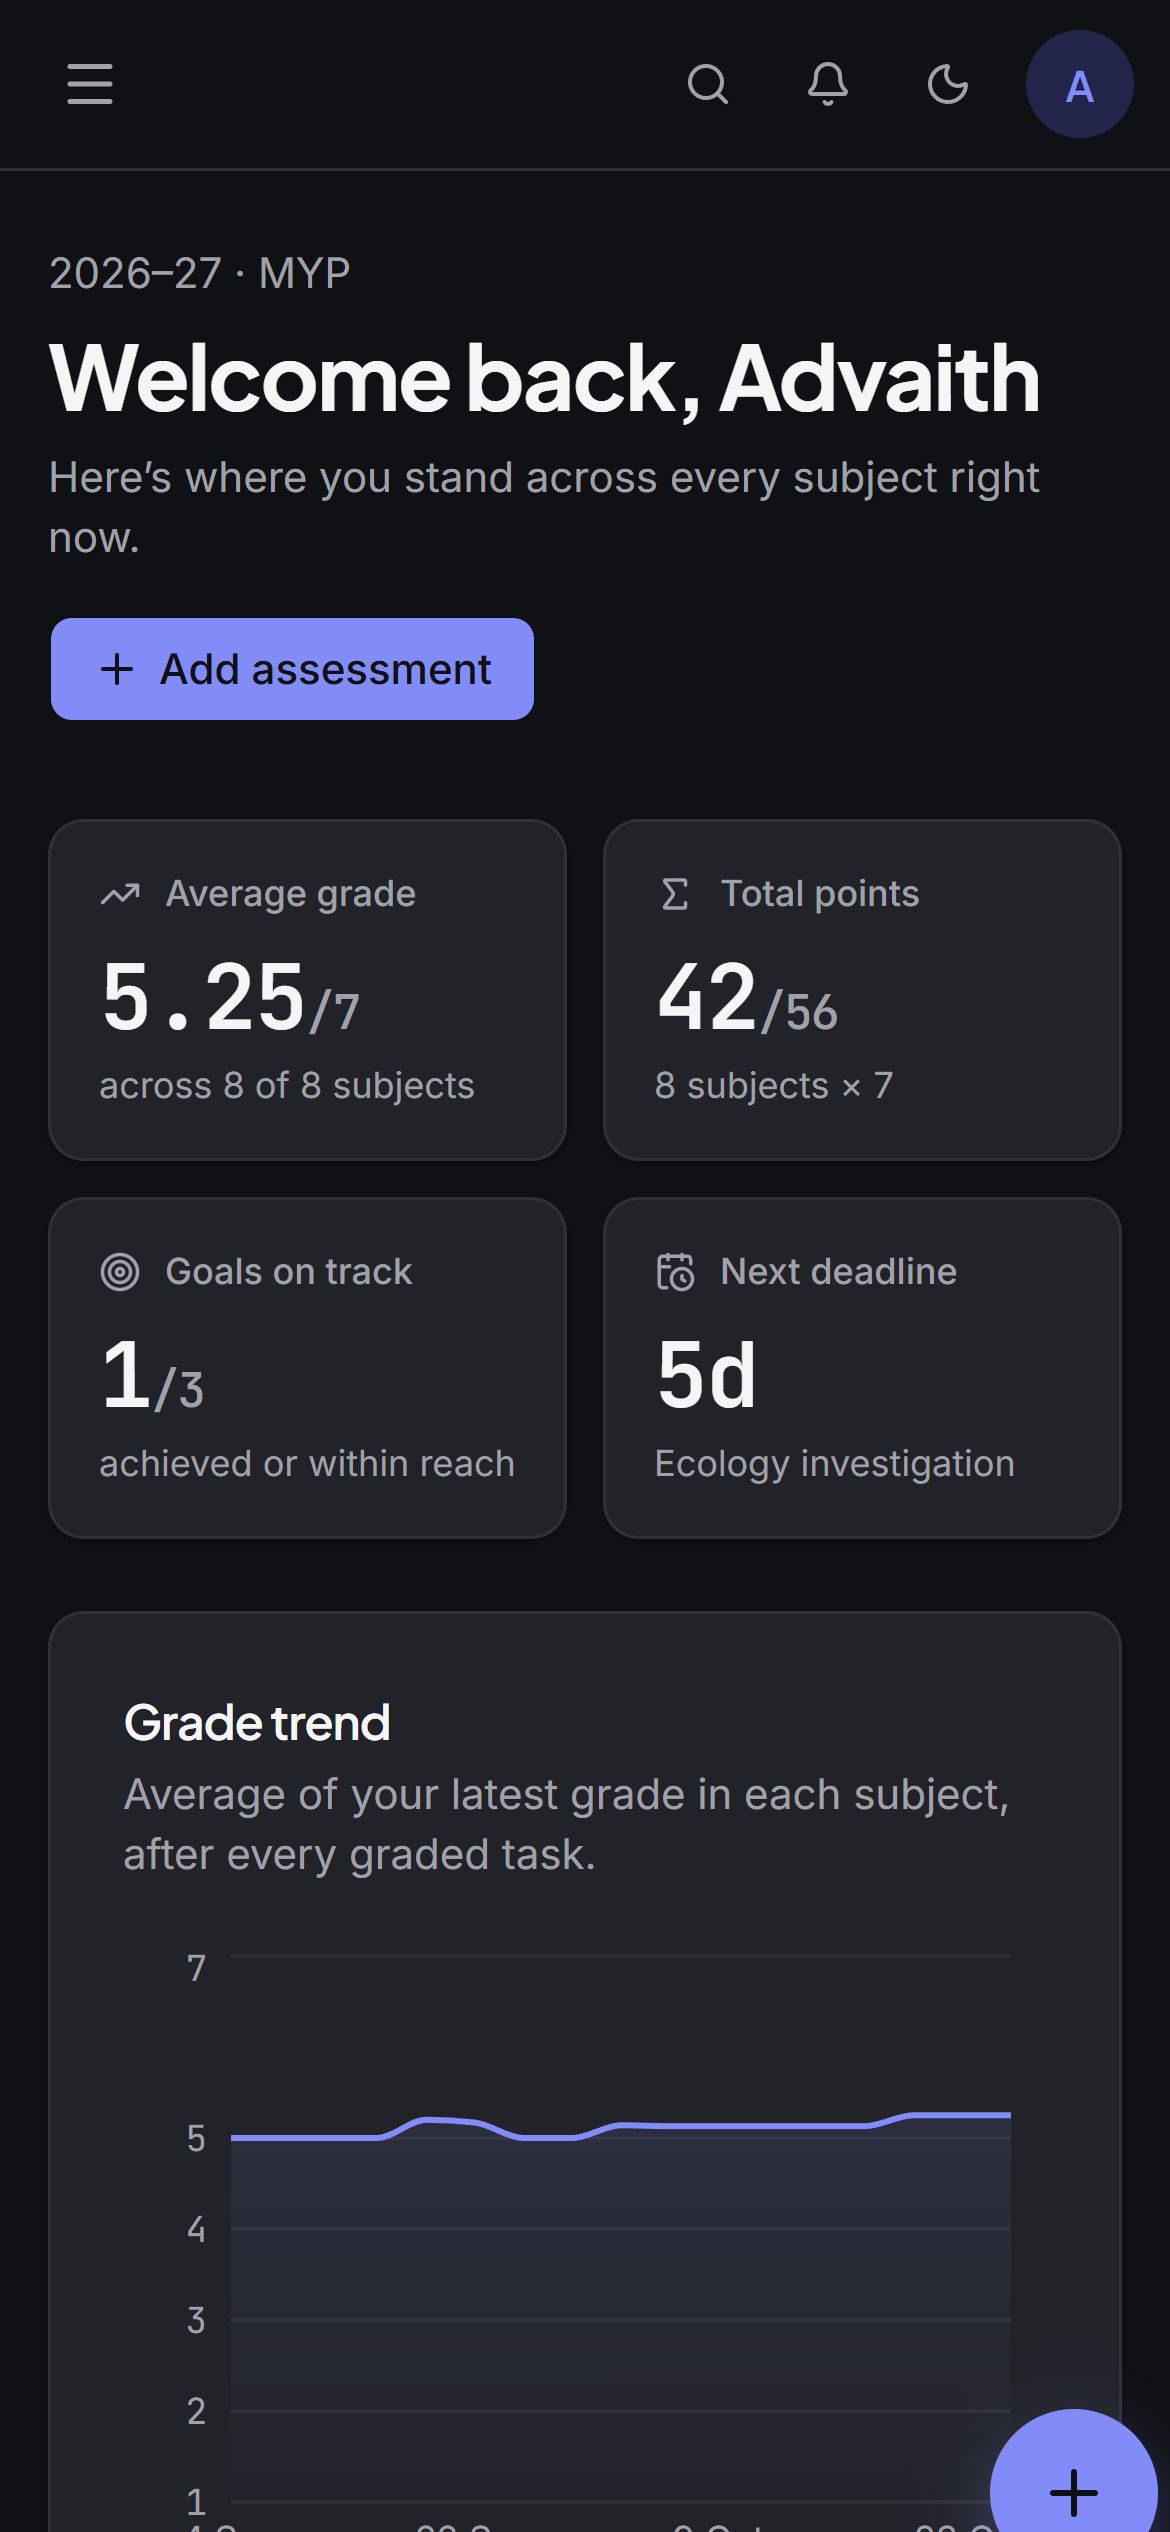 A
2026–27 · MYP
Welcome back, Advaith
Here’s where you stand across every subject right
now.
Add assessment
Average grade
5.25/7
across 8 of 8 subjects
Total points
42/56
8 subjects × 7
Goals on track
1/3
achieved or within reach
Next deadline
5d
Ecology investigation
Grade trend
Average of your latest grade in each subject,
after every graded task.
7
5
4
3
2
1